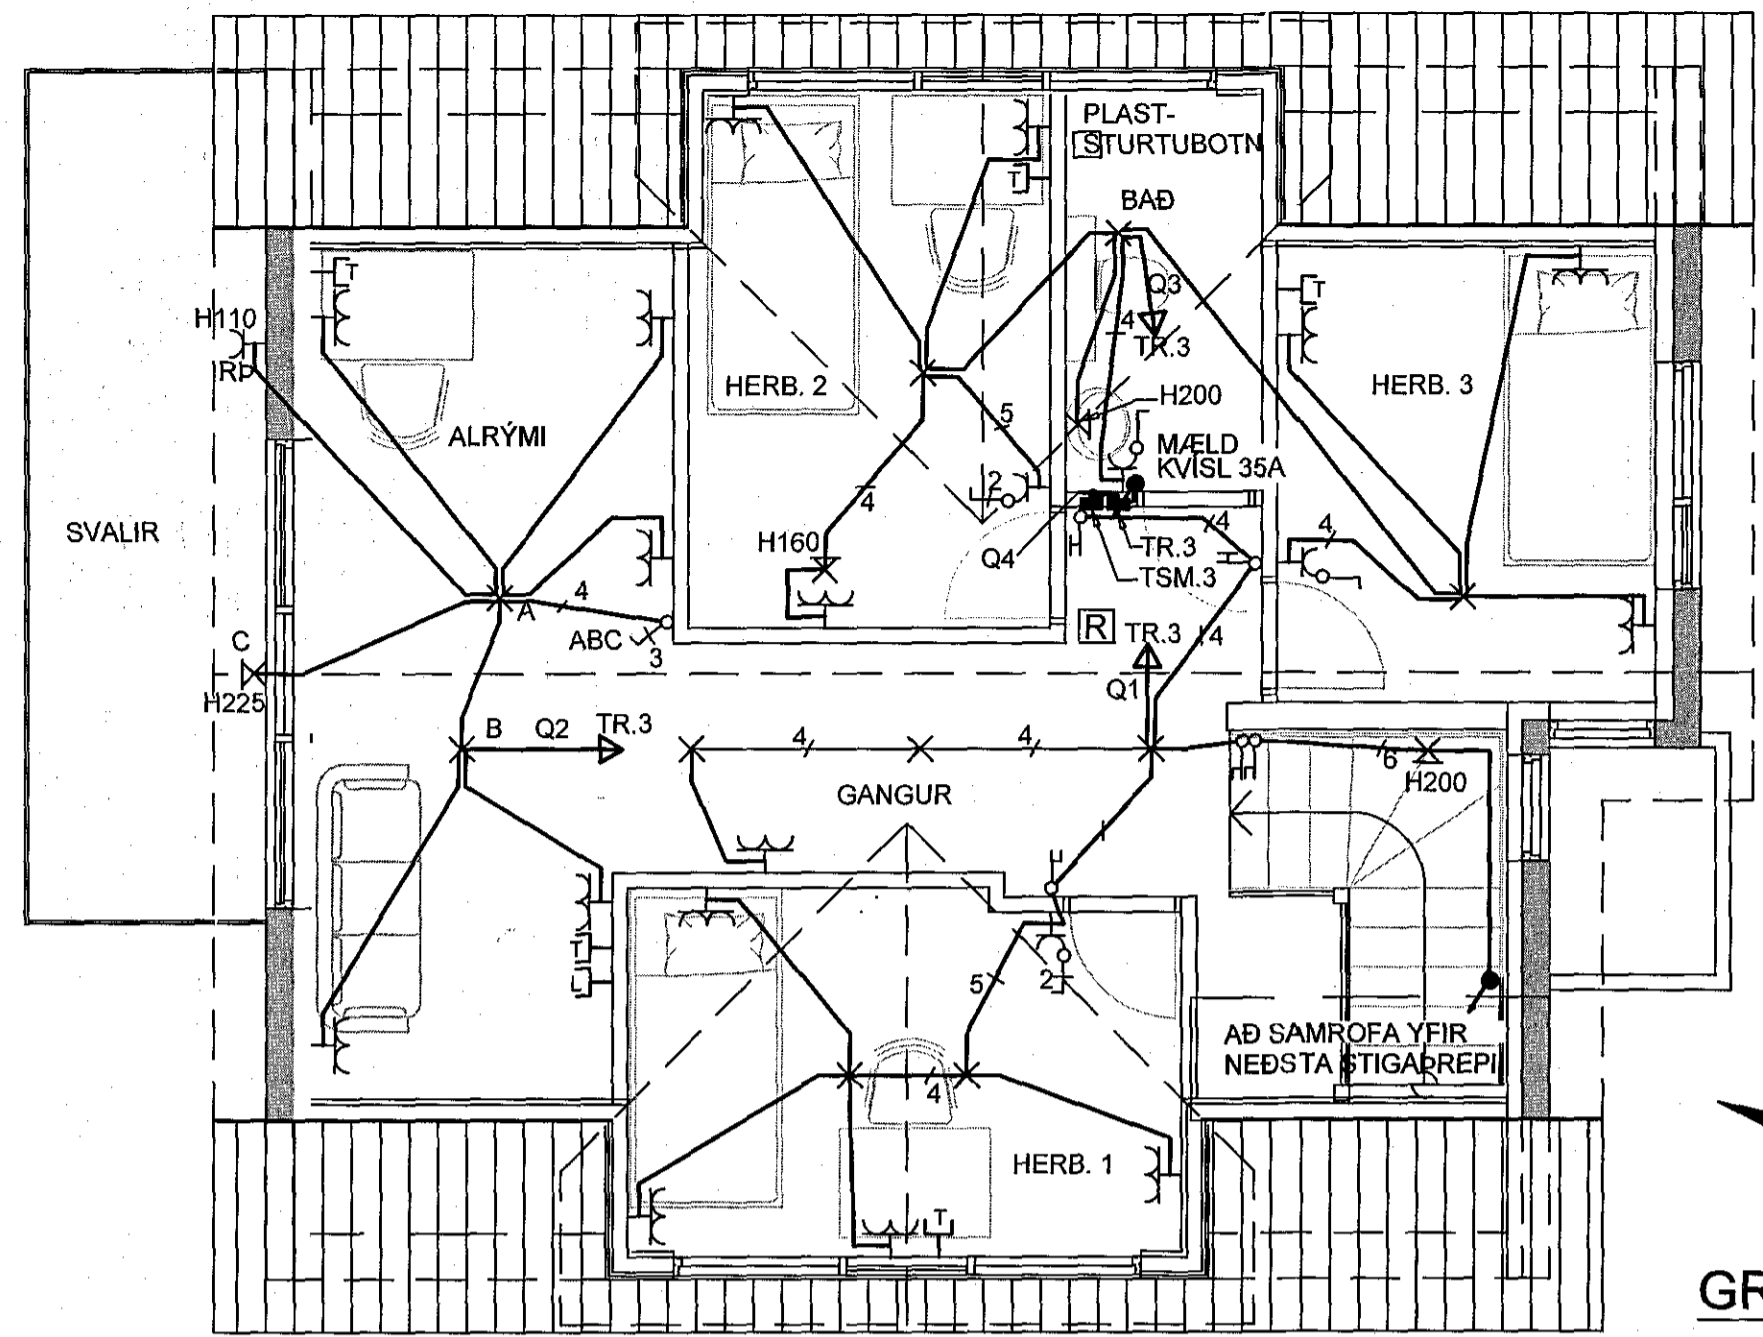 PLAST-
STURTUBOTN
BAÐ
T
T
T
H110
IRÞ
Q3
4
TR.3
HERB. 2
HERB. 3
H200
ALRÝMI
5
MÆLD
KVÍSL 35A
2
4
SVALIR
H160
4
4
Q4
TR.3
TSM.3
4
A
ABC
3
R
TR.3
4
C
H225
Q1
B
Q2
TR.3
4
4
6
H200
GANGUR
T
L
5
2
AÐ SAMROFA YFIR
NEÐSTA STIGAÞREPI
4
HERB. 1
T
GR